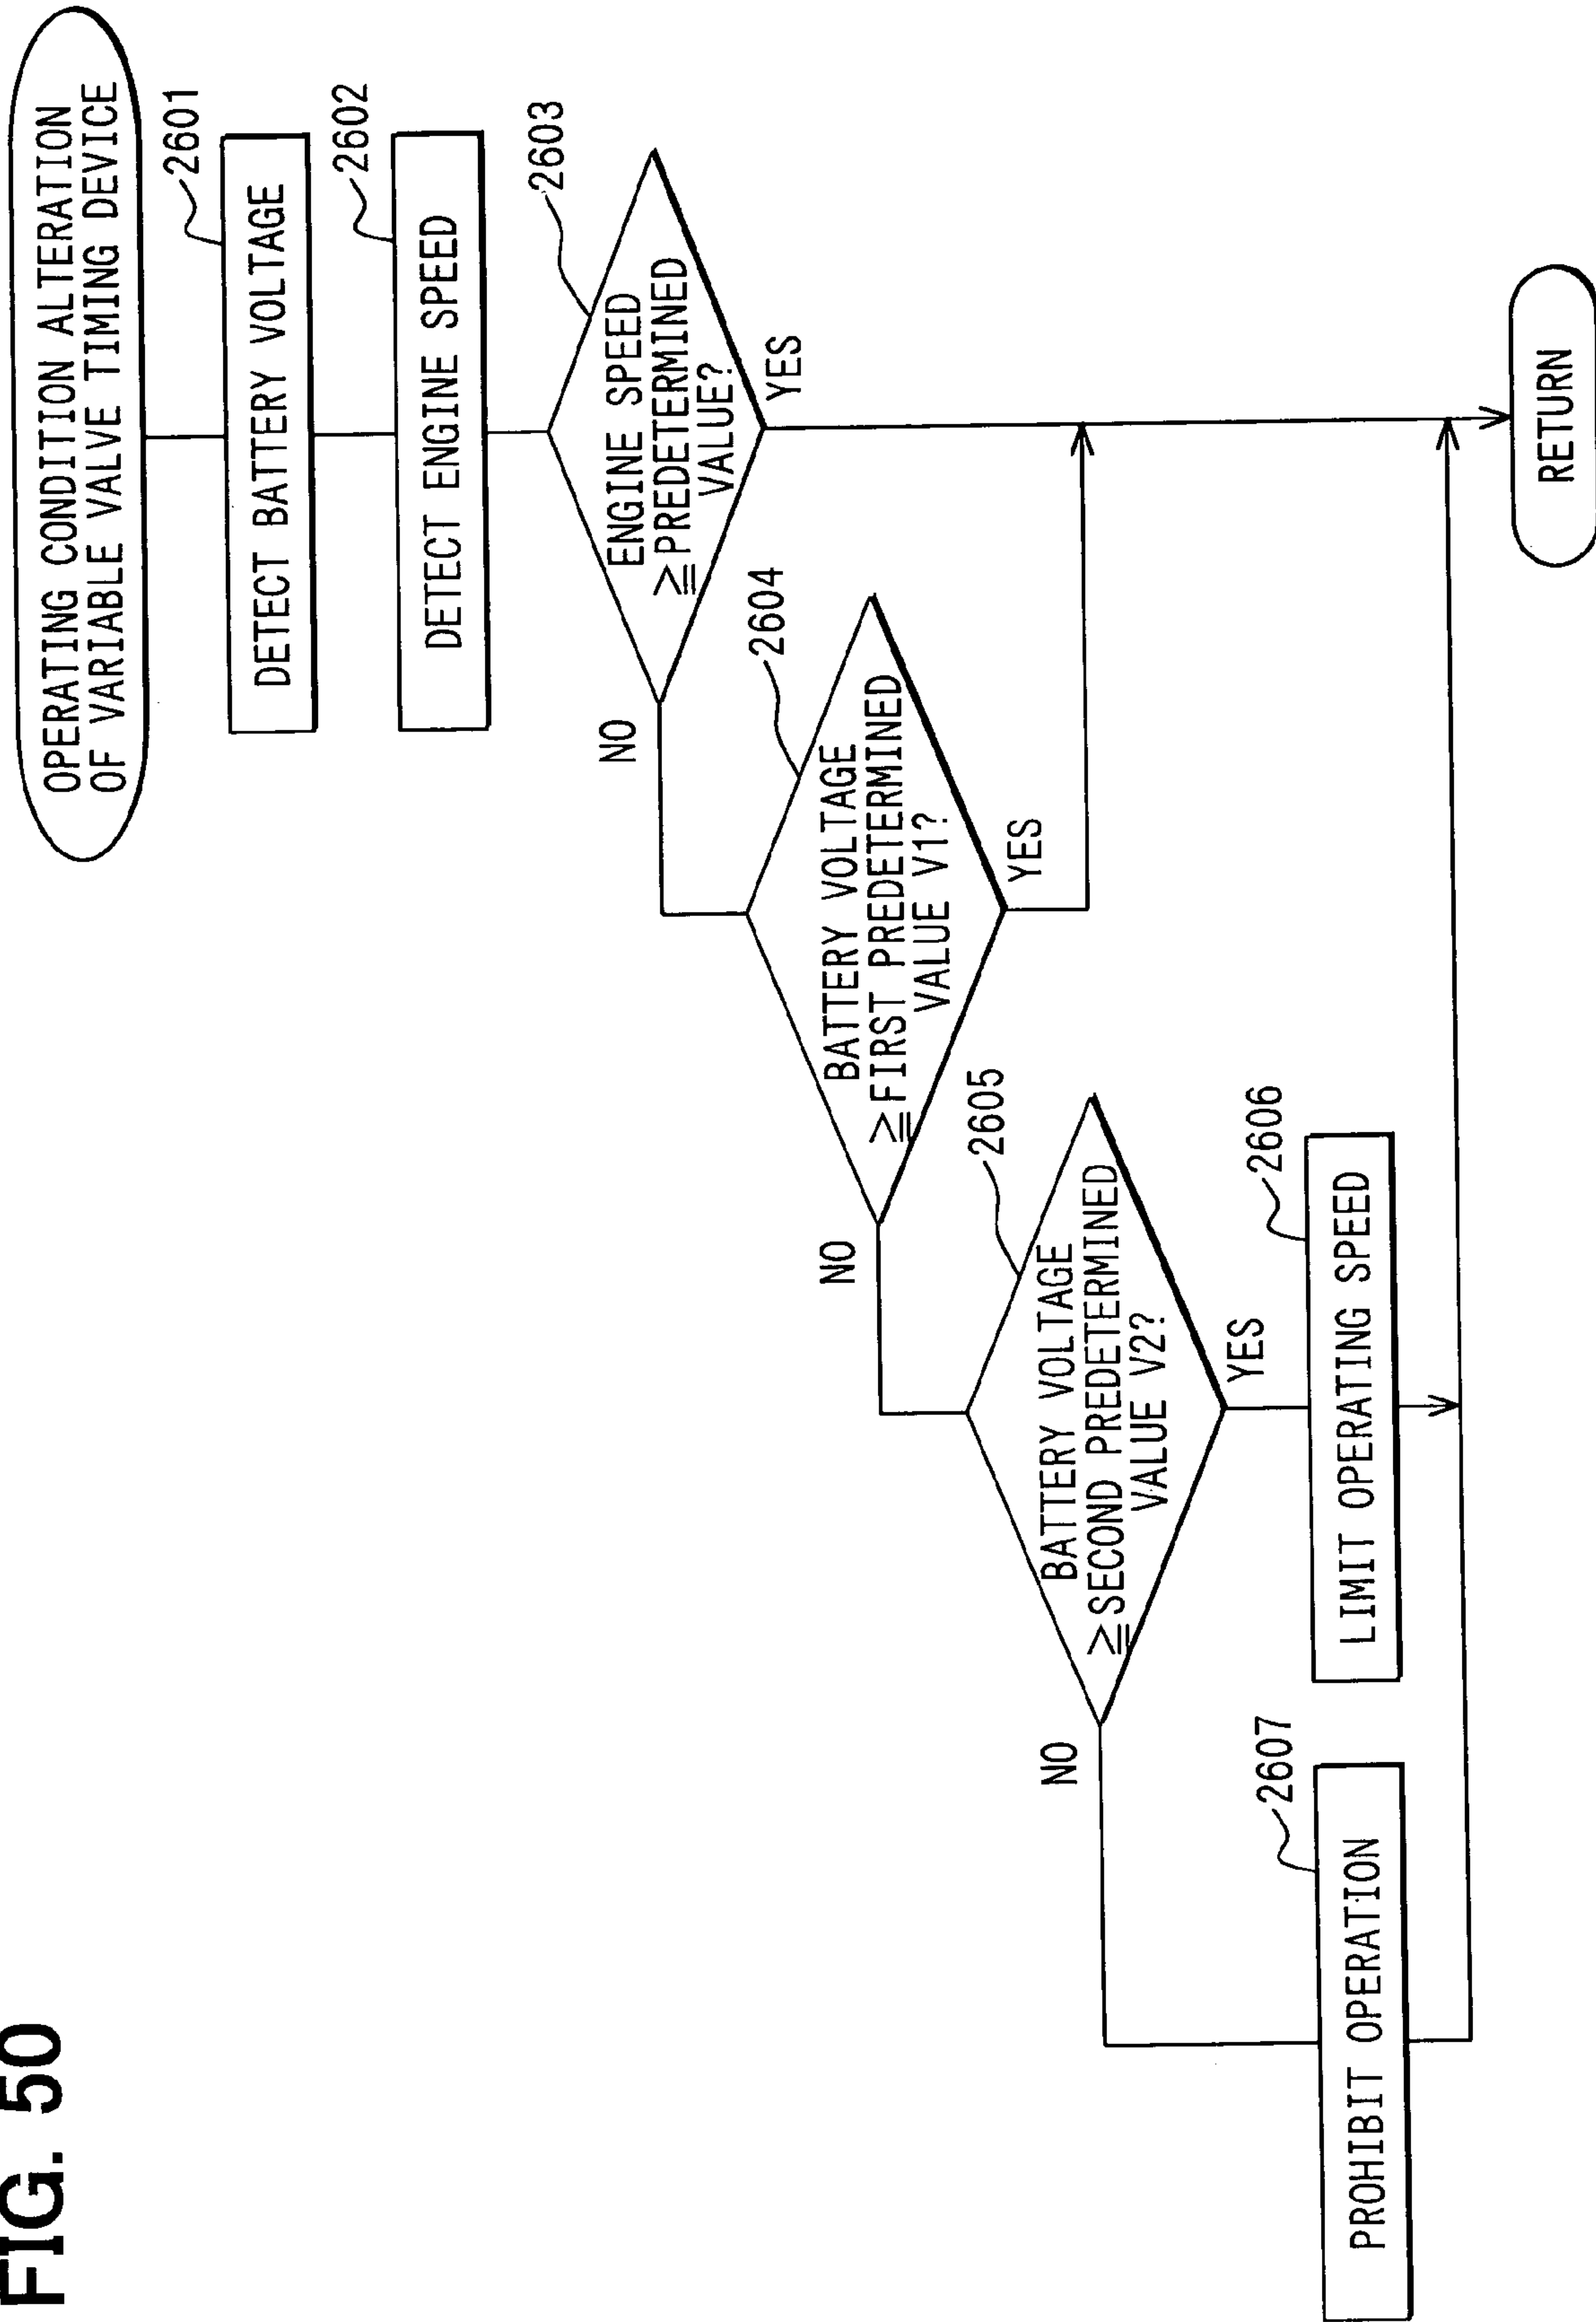 FIG. 50
OPERATING CONDITION ALTERATION
OF VARIABLE VALVE TIMING DEVICE
2601
DETECT BATTERY VOLTAGE
2602
DETECT ENGINE SPEED
2603
ENGINE SPEED
≧PREDETERMINED
VALUE?
NO
YES
2604
BATTERY VOLTAGE
≧FIRST PREDETERMINED
VALUE V1?
NO
YES
2605
BATTERY VOLTAGE
≧SECOND PREDETERMINED
VALUE V2?
NO
YES
2607
PROHIBIT OPERATION
2606
LIMIT OPERATING SPEED
RETURN